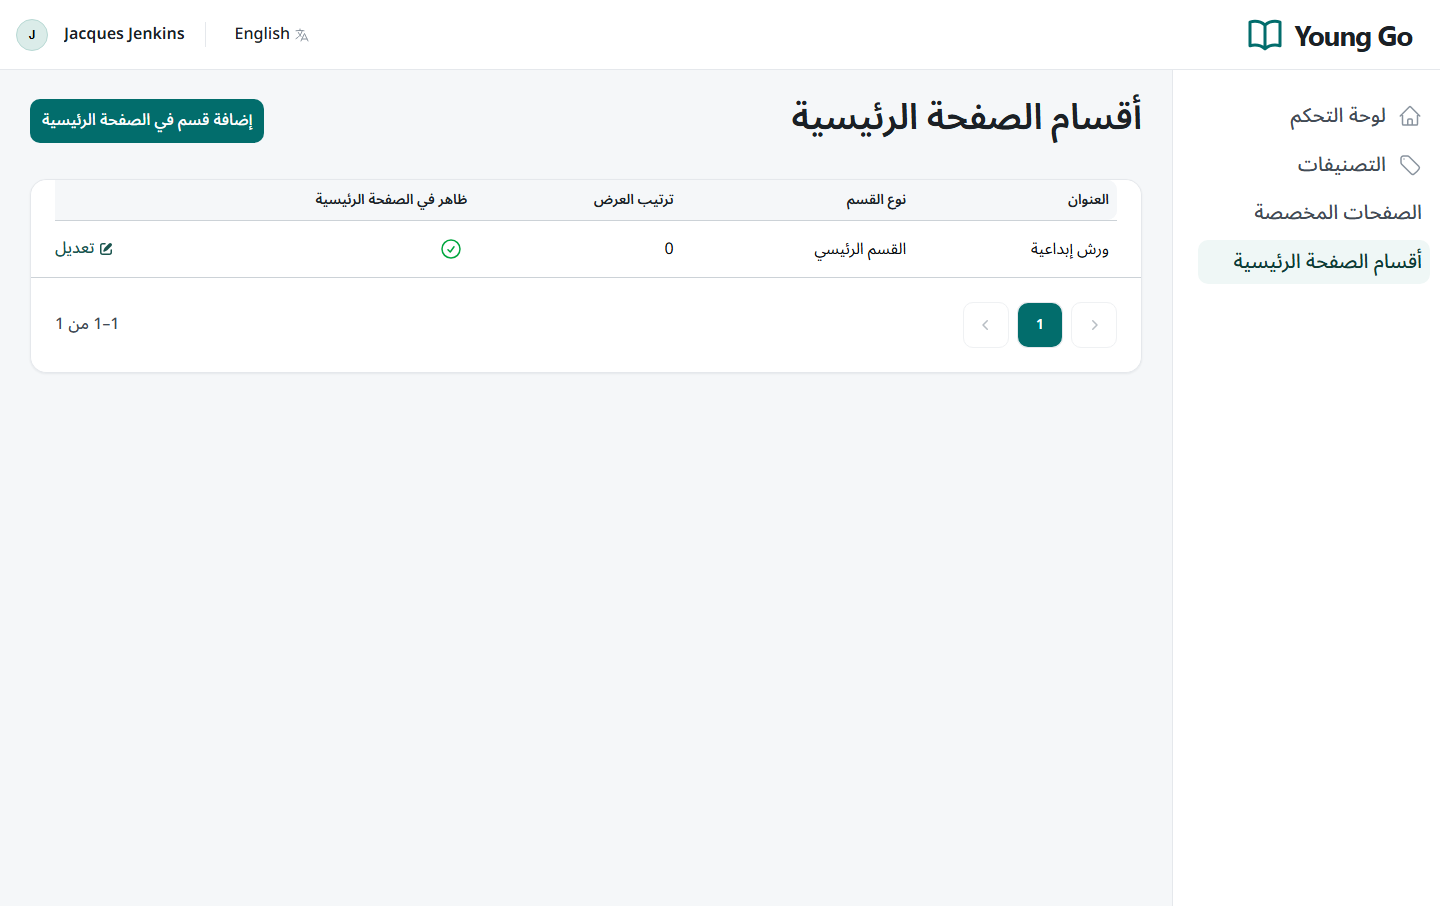 Young Go
English
Jacques Jenkins
J
لوحة التحكم
التصنيفات
الصفحات المخصصة
أقسام الصفحة الرئيسية
أقسام الصفحة الرئيسية
إضافة قسم في الصفحة الرئيسية
العنوان نوع القسم ترتيب العرض ظاهر في الصفحة الرئيسية
ورش إبداعية القسم الرئيسي 0 تعديل
1
1–1 من 1